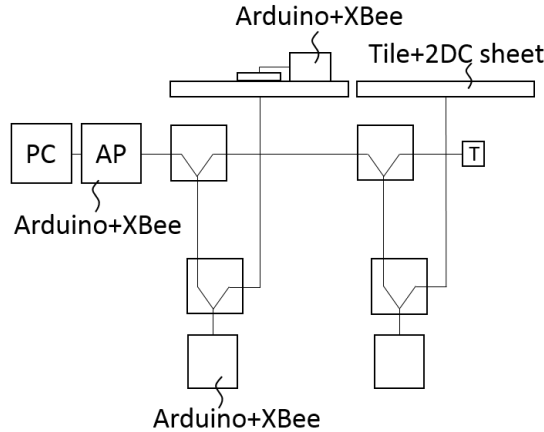 Arduino+XBee
Tile+2DC sheet
PC
AP
T
Arduino+XBee
Arduino+XBee